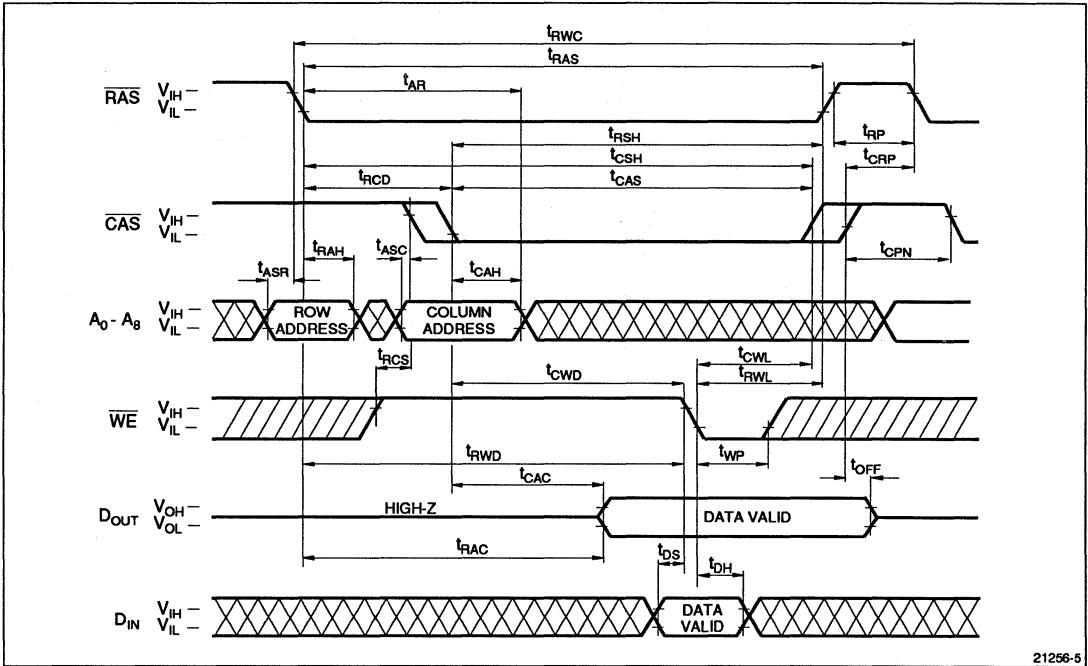 tRWC
tRAS
tAR
RAS VIH
VIL
tRP
tRSH
tCRP
tCSH
tRCD tCAS
CAS VIH
VIL
tASR tRAH tASC tCAH tCPN
A0 - A8 VIH
VIL
ROW ADDRESS
COLUMN ADDRESS
tRCS tCWD tCWL
tRWL
WE VIH
VIL
tRWD tWP
tCAC tOFF
DOUT VOH
VOL
HIGH-Z DATA VALID
tRAC tDS tDH
DIN VIH
VIL
DATA VALID
21256-5